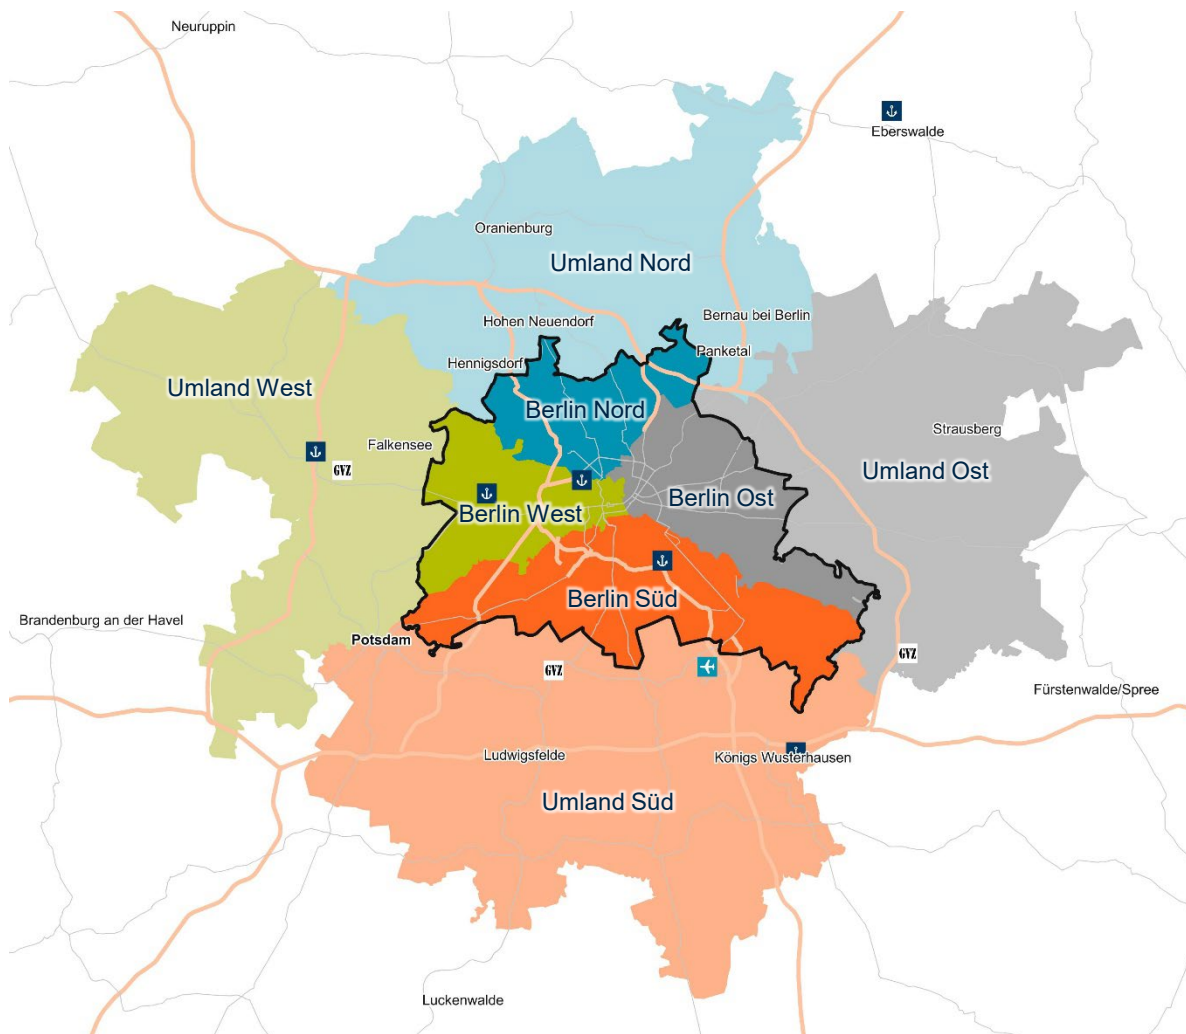 Neuruppin
Eberswalde
Oranienburg
Umland Nord
Hohen Neuendorf
Bernau bei Berlin
Hennigsdorf
Panketal
Umland West
Berlin Nord
Falkensee
Strausberg
GVZ
Umland Ost
Berlin Ost
Berlin West
Berlin Süd
Brandenburg an der Havel
Potsdam
GVZ
GVZ
Fürstenwalde/Spree
Ludwigsfelde
Königs Wusterhausen
Umland Süd
Luckenwalde